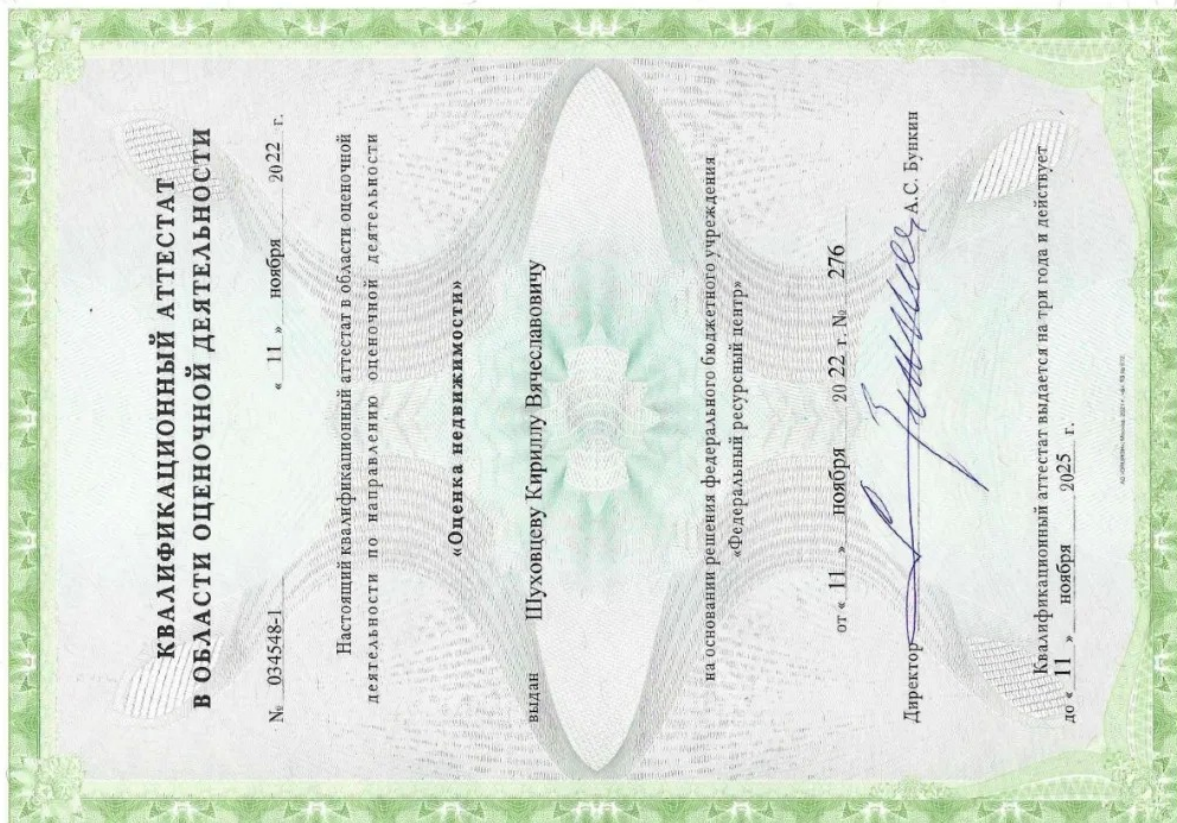 КВАЛИФИКАЦИОННЫЙ АТТЕСТАТ
В ОБЛАСТИ ОЦЕНОЧНОЙ ДЕЯТЕЛЬНОСТИ
№ 034548-1 « 11 » ноября 2022 г.
Настоящий квалификационный аттестат в области оценочной
деятельности по направлению оценочной деятельности
«Оценка недвижимости»
выдан Шуховцеву Кириллу Вячеславовичу
на основании решения федерального бюджетного учреждения
«Федеральный ресурсный центр»
от « 11 » ноября 20 22 г. № 276
Директор А.С. Бункин
Квалификационный аттестат выдается на три года и действует
до « 11 » ноября 2025 г.